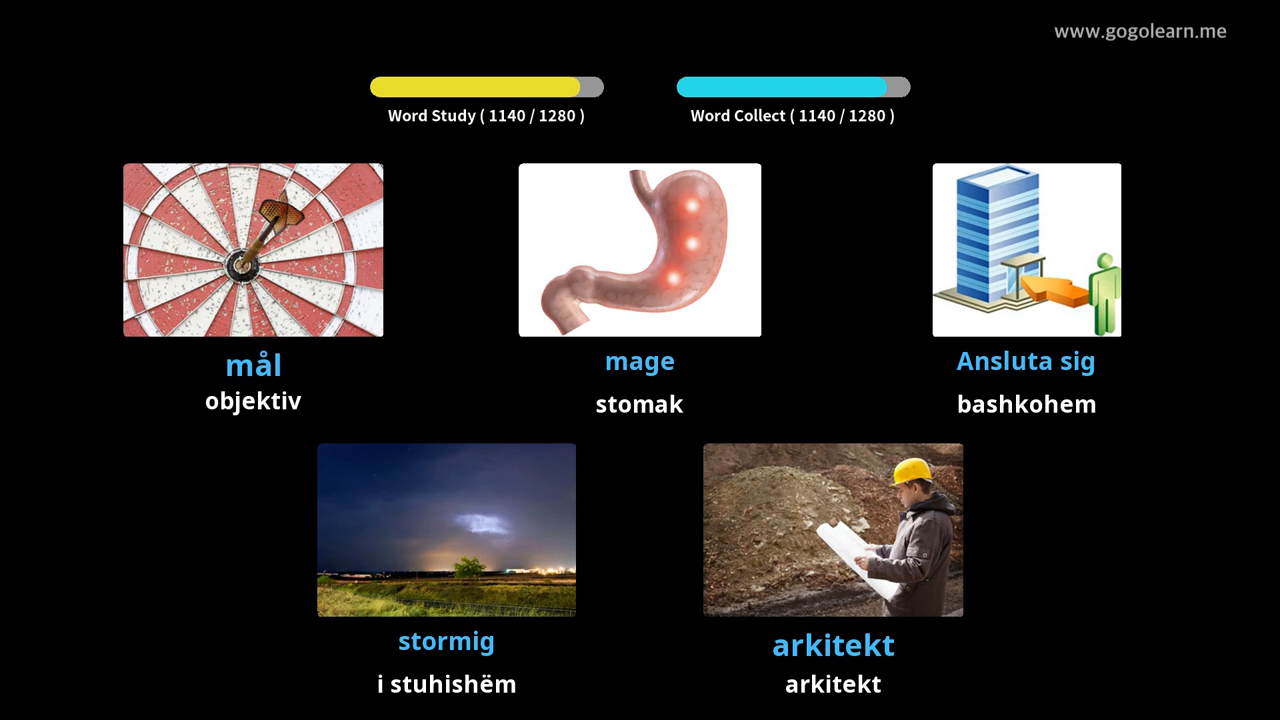 www.gogolearn.me
Word Study ( 1140 / 1280 )
Word Collect ( 1140 / 1280 )
mål
objektiv
mage
stomak
Ansluta sig
bashkohem
stormig
i stuhishëm
arkitekt
arkitekt